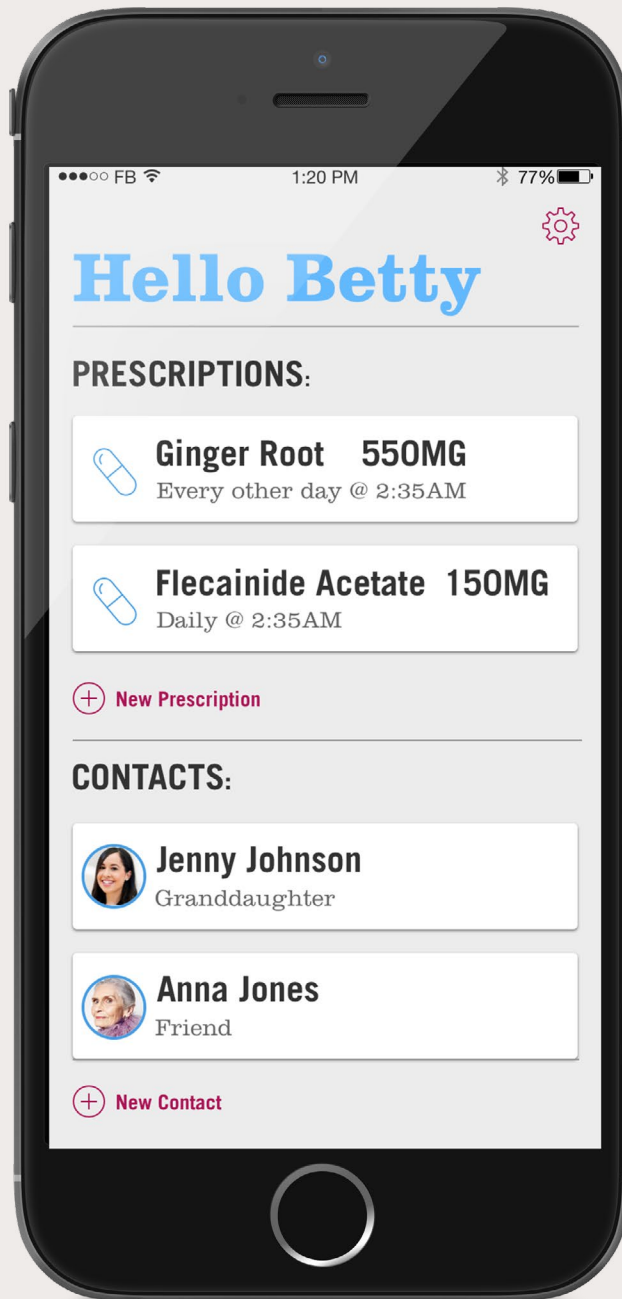 FB 1:20 PM 77%
Hello Betty
PRESCRIPTIONS:
Ginger Root 550MG
Every other day @ 2:35AM
Flecainide Acetate 150MG
Daily @ 2:35AM
New Prescription
CONTACTS:
Jenny Johnson
Granddaughter
Anna Jones
Friend
New Contact